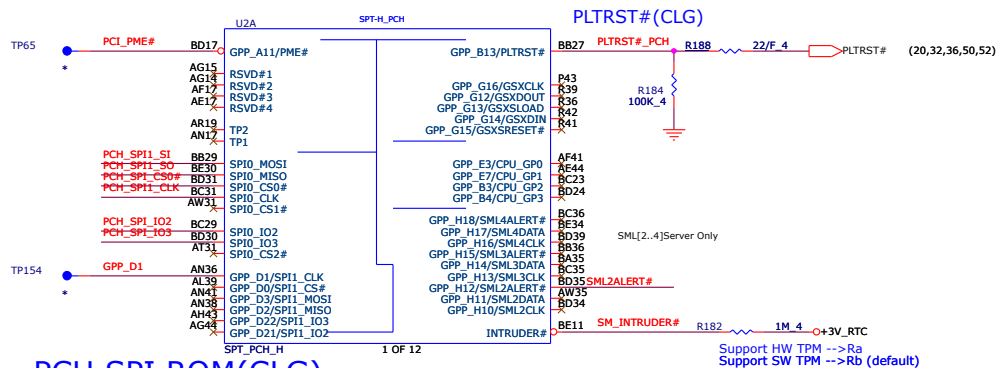 PLTRST#(CLG)
U2A
SPT-H_PCH
TP65
PCI_PME#
BD17
GPP_A11/PME#
GPP_B13/PLTRST#
BB27
PLTRST#_PCH
R188
22/F_4
PLTRST#
(20,32,36,50,52)
*
AG15
RSVD#1
AG14
RSVD#2
AF17
RSVD#3
AE17
RSVD#4
AR19
TP2
AN17
TP1
GPP_G16/GSXCLK
P43
GPP_G12/GSXDOUT
R39
GPP_G13/GSXSLOAD
R36
GPP_G14/GSXDIN
R42
GPP_G15/GSXSRESET#
R41
R184
100K_4
PCH_SPI1_SI
BB29
SPI0_MOSI
PCH_SPI1_SO
BE30
SPI0_MISO
PCH_SPI_CS0#
BD31
SPI0_CS0#
PCH_SPI1_CLK
BC31
SPI0_CLK
AW31
SPI0_CS1#
GPP_E3/CPU_GP0
AF41
GPP_E7/CPU_GP1
AE44
GPP_B3/CPU_GP2
BC23
GPP_B4/CPU_GP3
BD24
PCH_SPI_IO2
BC29
SPI0_IO2
PCH_SPI_IO3
BD30
SPI0_IO3
AT31
SPI0_CS2#
GPP_H18/SML4ALERT#
BC36
GPP_H17/SML4DATA
BE34
GPP_H16/SML4CLK
BD39
GPP_H15/SML3ALERT#
BB36
GPP_H14/SML3DATA
BA35
GPP_H13/SML3CLK
BC35
GPP_H12/SML2ALERT#
BD35
SML2ALERT#
GPP_H11/SML2DATA
AW35
GPP_H10/SML2CLK
BD34
SML[2..4]Server Only
TP154
GPP_D1
AN36
GPP_D1/SPI1_CLK
*
AL39
GPP_D0/SPI1_CS#
AN41
GPP_D3/SPI1_MOSI
AN38
GPP_D2/SPI1_MISO
AH43
GPP_D22/SPI1_IO3
AG44
GPP_D21/SPI1_IO2
INTRUDER#
BE11
SM_INTRUDER#
R182
1M_4
+3V_RTC
SPT_PCH_H
1 OF 12
Support HW TPM -->Ra
Support SW TPM -->Rb (default)
PCH SPI ROM(CLG)